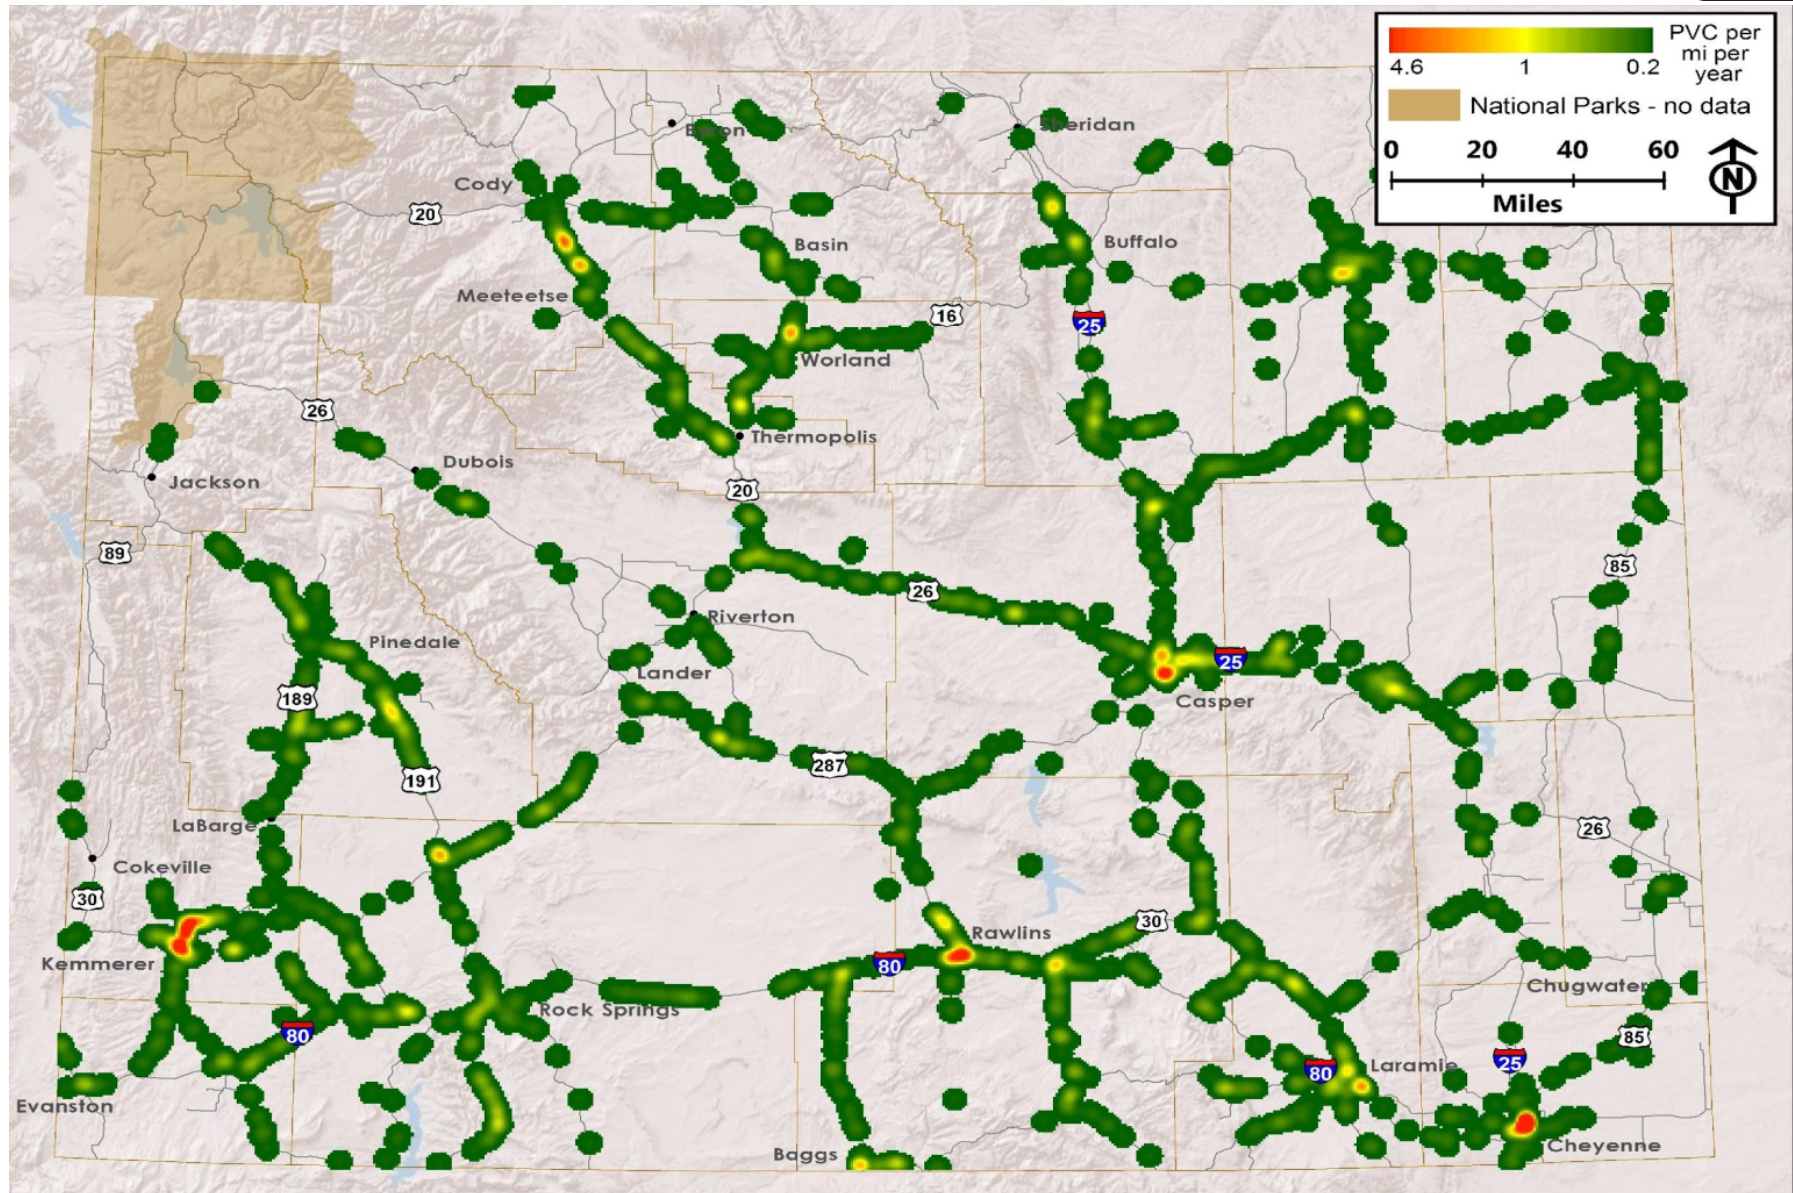 PVC per
mi per
year
4.6 1 0.2
National Parks - no data
0 20 40 60
Miles
N
Byron
Sheridan
Cody
20
Basin
Buffalo
Meeteetse
16
25
Worland
26
Thermopolis
Dubois
Jackson
20
89
85
26
Riverton
Pinedale
Lander
25
189
Casper
287
191
LaBarge
26
Cokeville
30
30
Rawlins
Kemmerer
80
Chugwater
Rock Springs
80
85
25
Laramie
80
Evanston
Baggs
Cheyenne